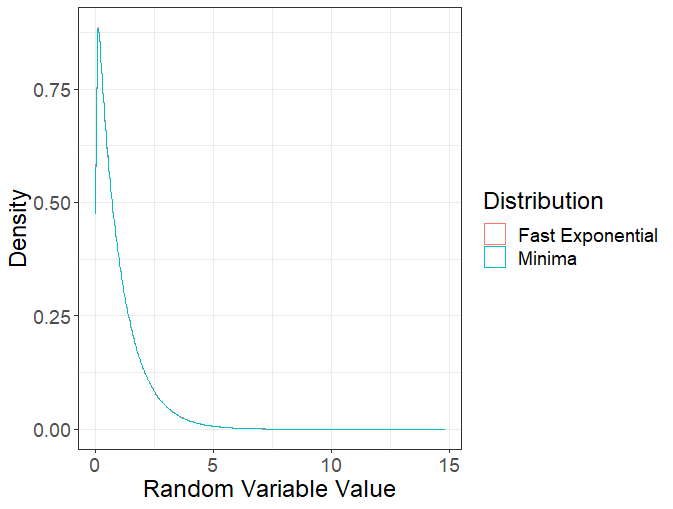 Density
0.75
0.50
0.25
0.00
0
5
10
15
Random Variable Value
Distribution
Fast Exponential
Minima